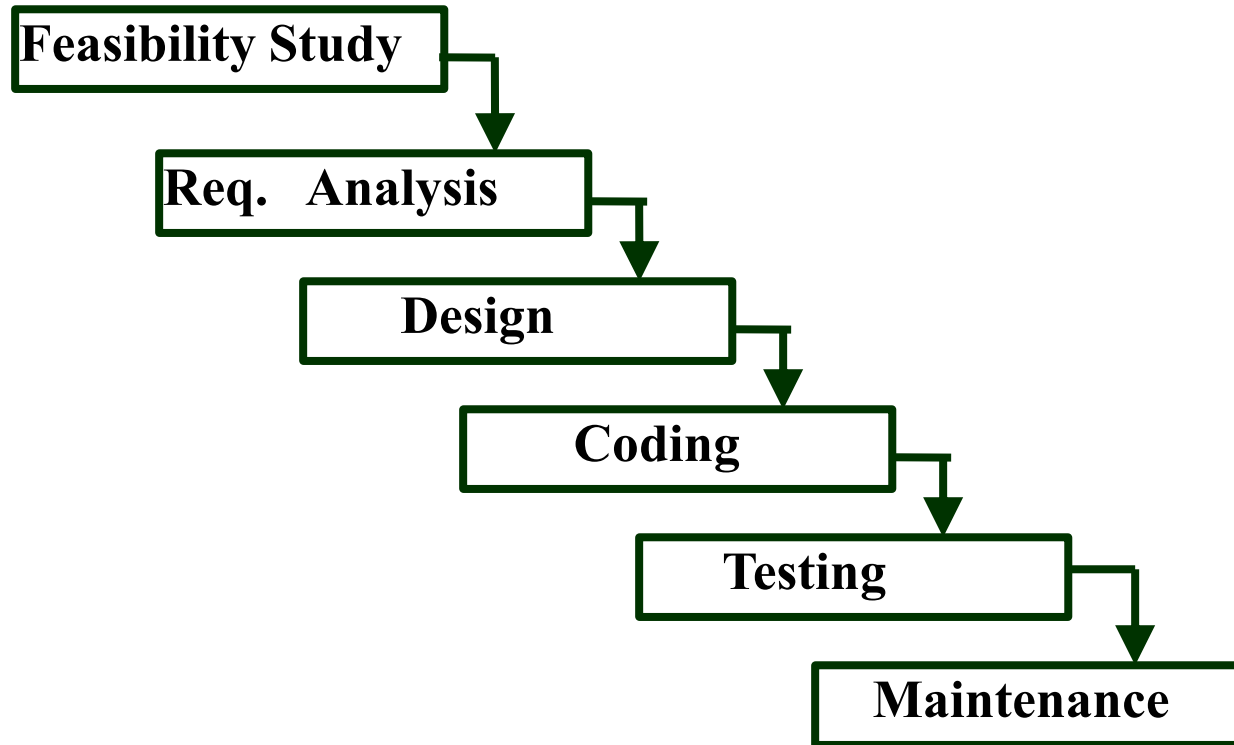 Feasibility Study
Req. Analysis
Design
Coding
Testing
Maintenance